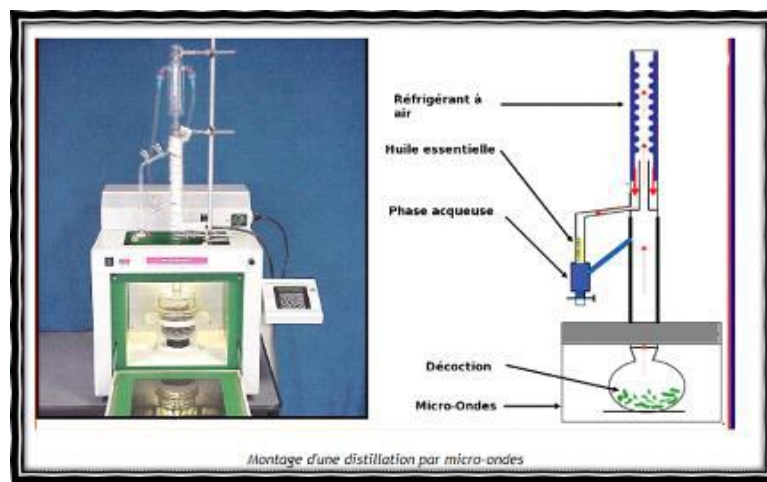 Réfrigérant à
air
Huile essentielle
Phase acqueuse
Décoction
Micro-Ondes
Montage d'une distillation par micro-ondes